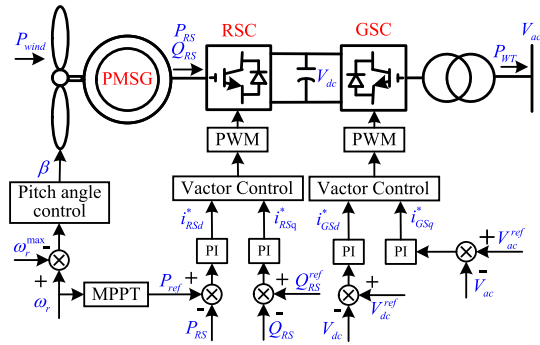 P_RS
Q_RS
RSC
GSC
V_ac
P_wind
PMSG
V_dc
P_WT
PWM
PWM
β
Vactor Control
Vactor Control
Pitch angle
control
i*_RSd
i*_RSq
i*_GSd
i*_GSq
PI
PI
PI
PI
ω_r^max
-
+
V_ac^ref
-
V_ac
+
ω_r
MPPT
P_ref
+
-
P_RS
+
Q_RS^ref
-
Q_RS
+
V_dc^ref
-
V_dc